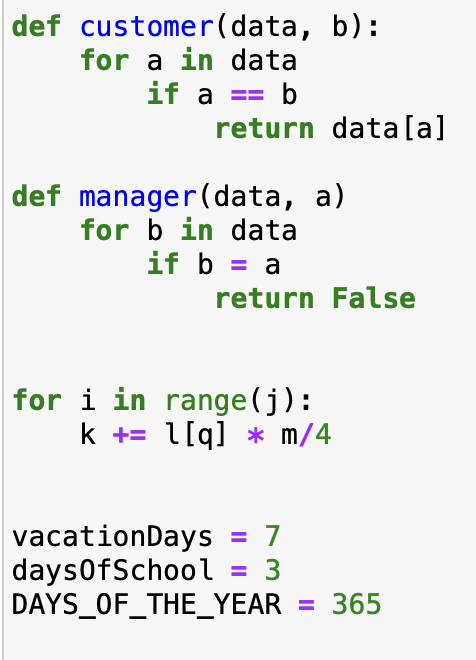 def customer(data, b):
    for a in data
        if a == b
            return data[a]

def manager(data, a)
    for b in data
        if b = a
            return False


for i in range(j):
    k += l[q] * m/4


vacationDays = 7
daysOfSchool = 3
DAYS_OF_THE_YEAR = 365